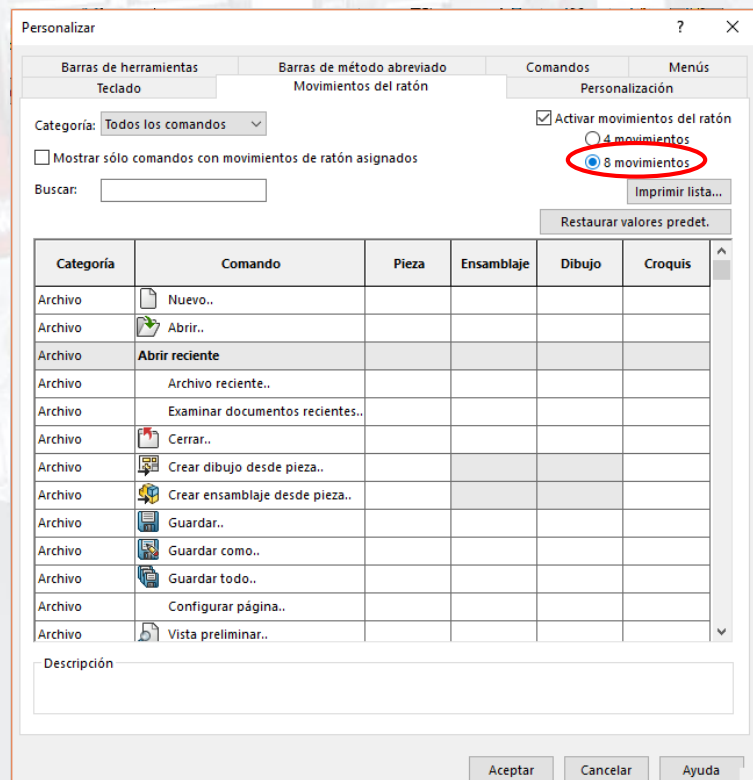 Personalizar ? X
Barras de herramientas Barras de método abreviado Comandos Menús
Teclado Movimientos del ratón Personalización
Categoría: Todos los comandos
Activar movimientos del ratón
4 movimientos
Mostrar sólo comandos con movimientos de ratón asignados
8 movimientos
Buscar:
Imprimir lista...
Restaurar valores predet.
Categoría Comando Pieza Ensamblaje Dibujo Croquis
Archivo Nuevo..
Archivo Abrir..
Archivo Abrir reciente
Archivo Archivo reciente..
Archivo Examinar documentos recientes..
Archivo Cerrar..
Archivo Crear dibujo desde pieza..
Archivo Crear ensamblaje desde pieza..
Archivo Guardar..
Archivo Guardar como..
Archivo Guardar todo..
Archivo Configurar página..
Archivo Vista preliminar..
Descripción
Aceptar Cancelar Ayuda